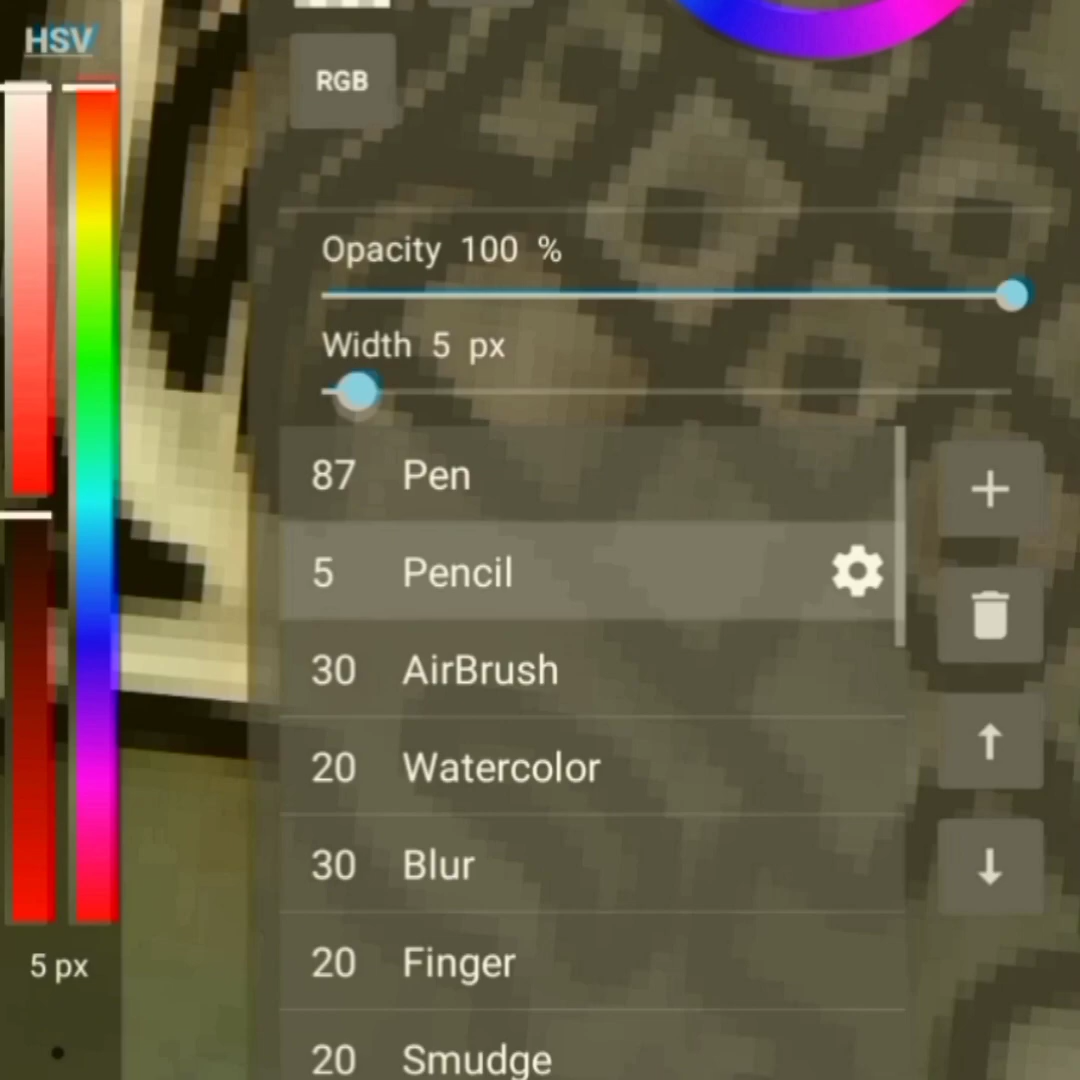 HSV
RGB
Opacity 100 %
Width 5 px
87 Pen
5 Pencil
30 AirBrush
20 Watercolor
30 Blur
20 Finger
20 Smudge
5 px